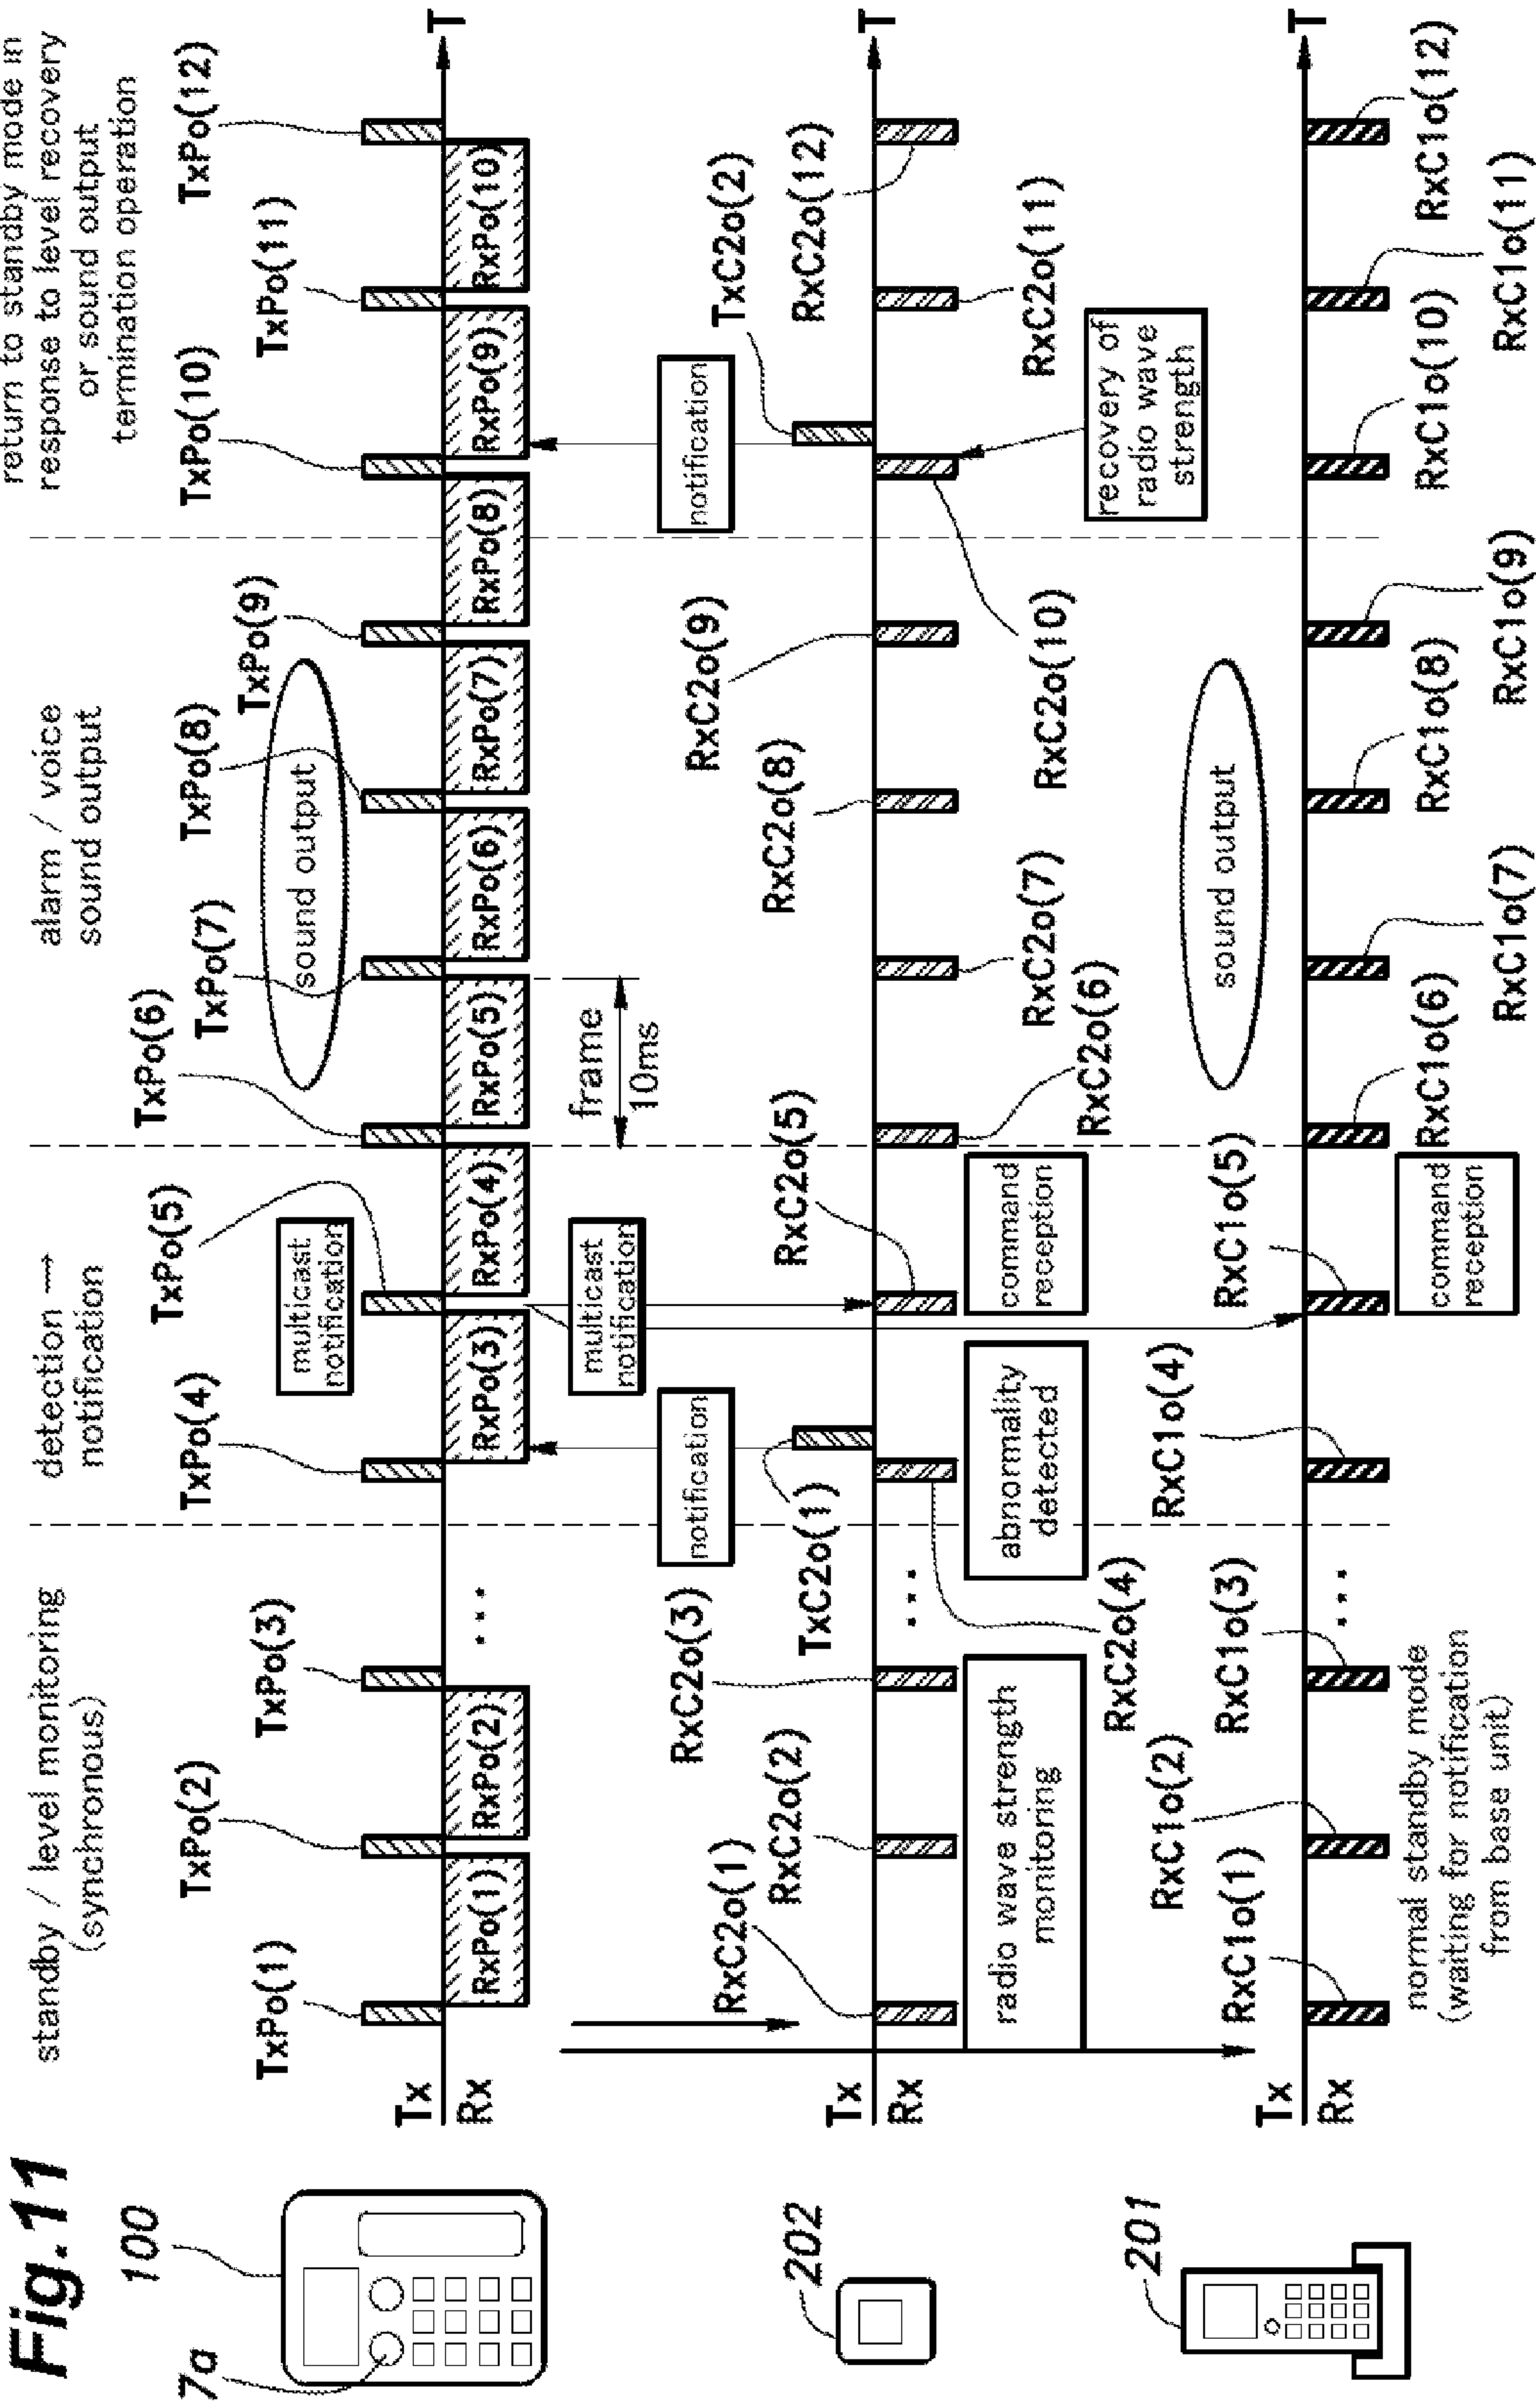 Fig.11
standby / level monitoring
(synchronous)
detection →
notification
alarm / voice
sound output
return to standby mode in
response to level recovery
or sound output
termination operation
100
7a
TxPo(1)
TxPo(2)
TxPo(3)
TxPo(4)
TxPo(5)
TxPo(6)
TxPo(7)
TxPo(8)
TxPo(9)
TxPo(10)
TxPo(11)
TxPo(12)
multicast
notification
sound output
Tx
Rx
T
RxPo(1)
RxPo(2)
...
RxPo(3)
RxPo(4)
RxPo(5)
RxPo(6)
RxPo(7)
RxPo(8)
RxPo(9)
RxPo(10)
frame
10ms
notification
multicast
notification
notification
202
RxC2o(1)
RxC2o(2)
RxC2o(3)
TxC2o(1)
RxC2o(5)
RxC2o(8)
RxC2o(9)
TxC2o(2)
RxC2o(12)
Tx
Rx
T
...
radio wave strength
monitoring
abnormality
detected
command
reception
RxC2o(4)
RxC2o(6)
RxC2o(7)
RxC2o(10)
RxC2o(11)
recovery of
radio wave
strength
201
RxC1o(1)
RxC1o(2)
RxC1o(3)
RxC1o(4)
RxC1o(5)
sound output
Tx
Rx
T
...
normal standby mode
(waiting for notification
from base unit)
command
reception
RxC1o(6)
RxC1o(7)
RxC1o(8)
RxC1o(9)
RxC1o(10)
RxC1o(11)
RxC1o(12)